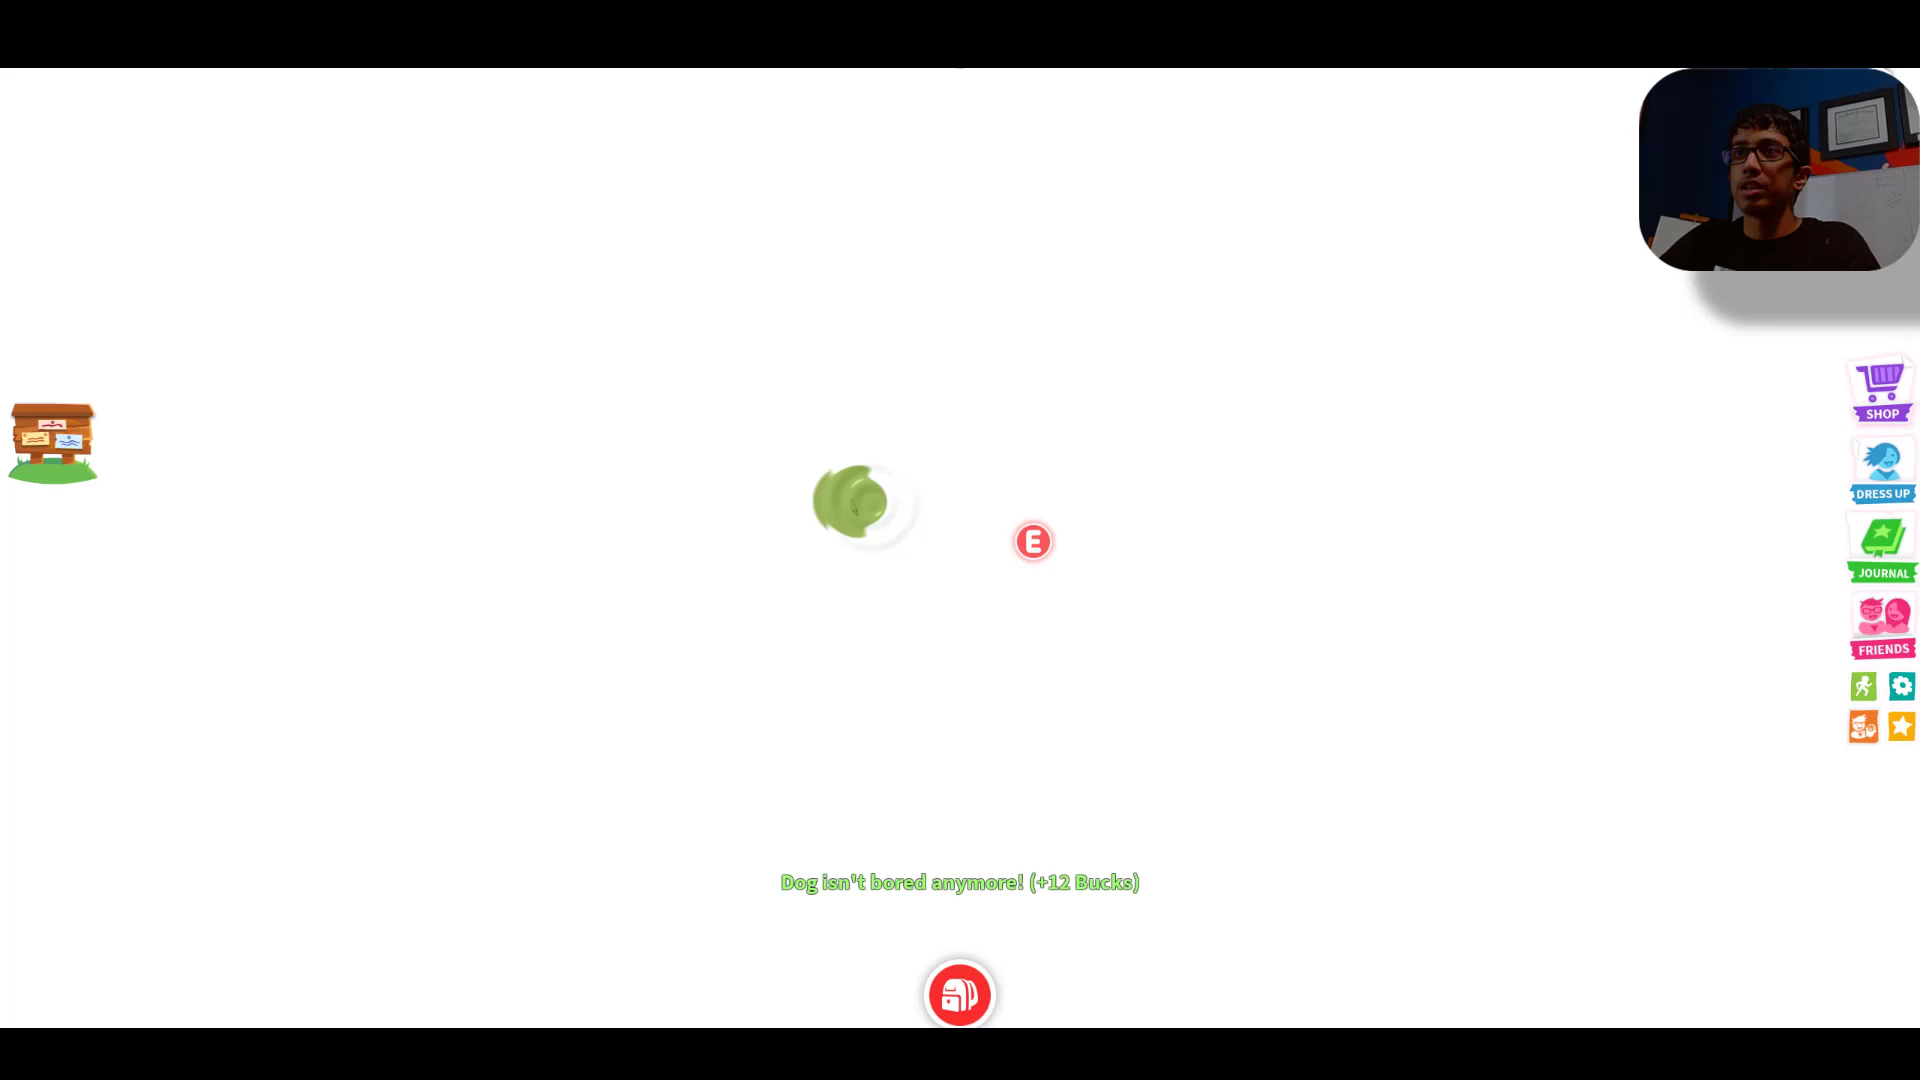 SHOP
DRESS UP
JOURNAL
FRIENDS
E
Dog isn't bored anymore! (+12 Bucks)